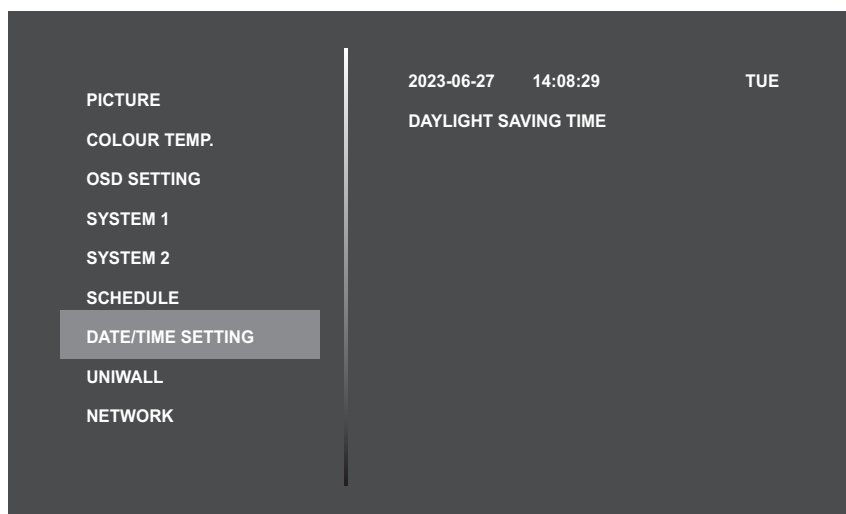 PICTURE
COLOUR TEMP.
OSD SETTING
SYSTEM 1
SYSTEM 2
SCHEDULE
DATE/TIME SETTING
UNIWALL
NETWORK
2023-06-27 14:08:29 TUE
DAYLIGHT SAVING TIME